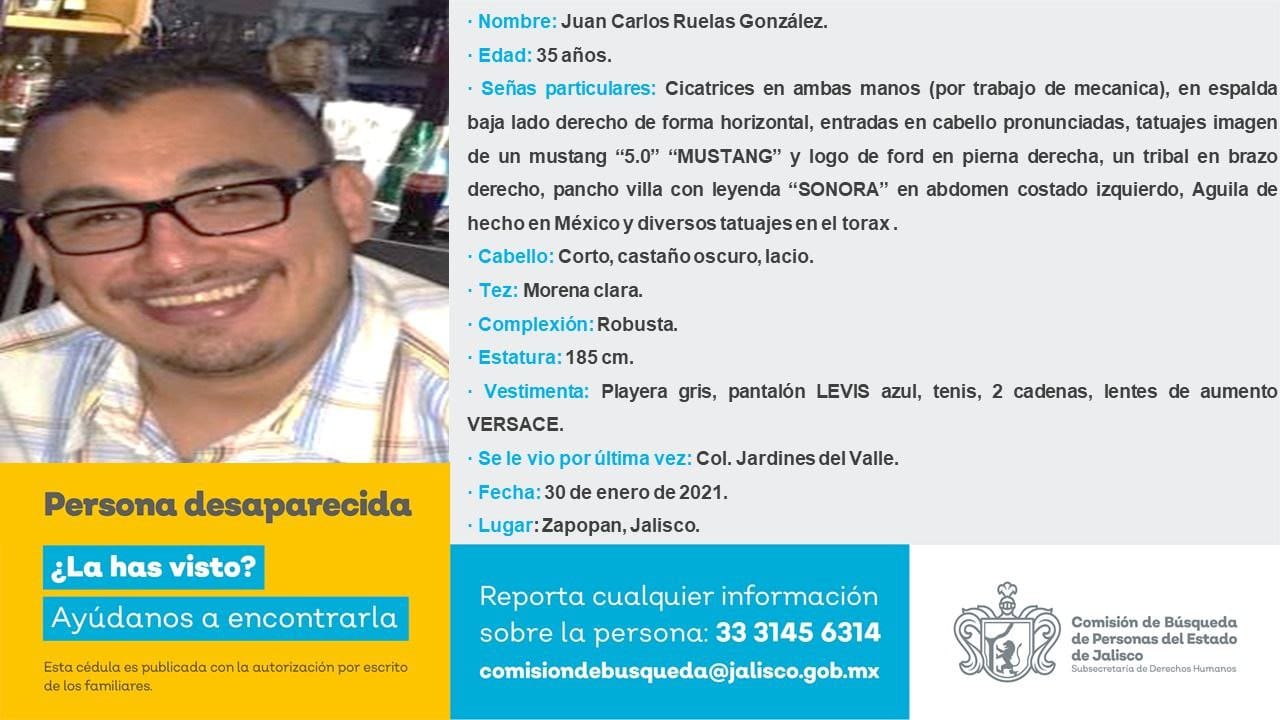 · Nombre: Juan Carlos Ruelas González.
· Edad: 35 años.
· Señas particulares: Cicatrices en ambas manos (por trabajo de mecanica), en espalda
baja lado derecho de forma horizontal, entradas en cabello pronunciadas, tatuajes imagen
de un mustang “5.0” “MUSTANG” y logo de ford en pierna derecha, un tribal en brazo
derecho, pancho villa con leyenda “SONORA” en abdomen costado izquierdo, Aguila de
hecho en México y diversos tatuajes en el torax .
· Cabello: Corto, castaño oscuro, lacio.
· Tez: Morena clara.
· Complexión: Robusta.
· Estatura: 185 cm.
· Vestimenta: Playera gris, pantalón LEVIS azul, tenis, 2 cadenas, lentes de aumento
VERSACE.
· Se le vio por última vez: Col. Jardines del Valle.
· Fecha: 30 de enero de 2021.
· Lugar: Zapopan, Jalisco.
Persona desaparecida
¿La has visto?
Ayúdanos a encontrarla
Esta cédula es publicada con la autorización por escrito
de los familiares.
Reporta cualquier información
sobre la persona: 33 3145 6314
comisiondebusqueda@jalisco.gob.mx
Comisión de Búsqueda
de Personas del Estado
de Jalisco
Subsecretaría de Derechos Humanos